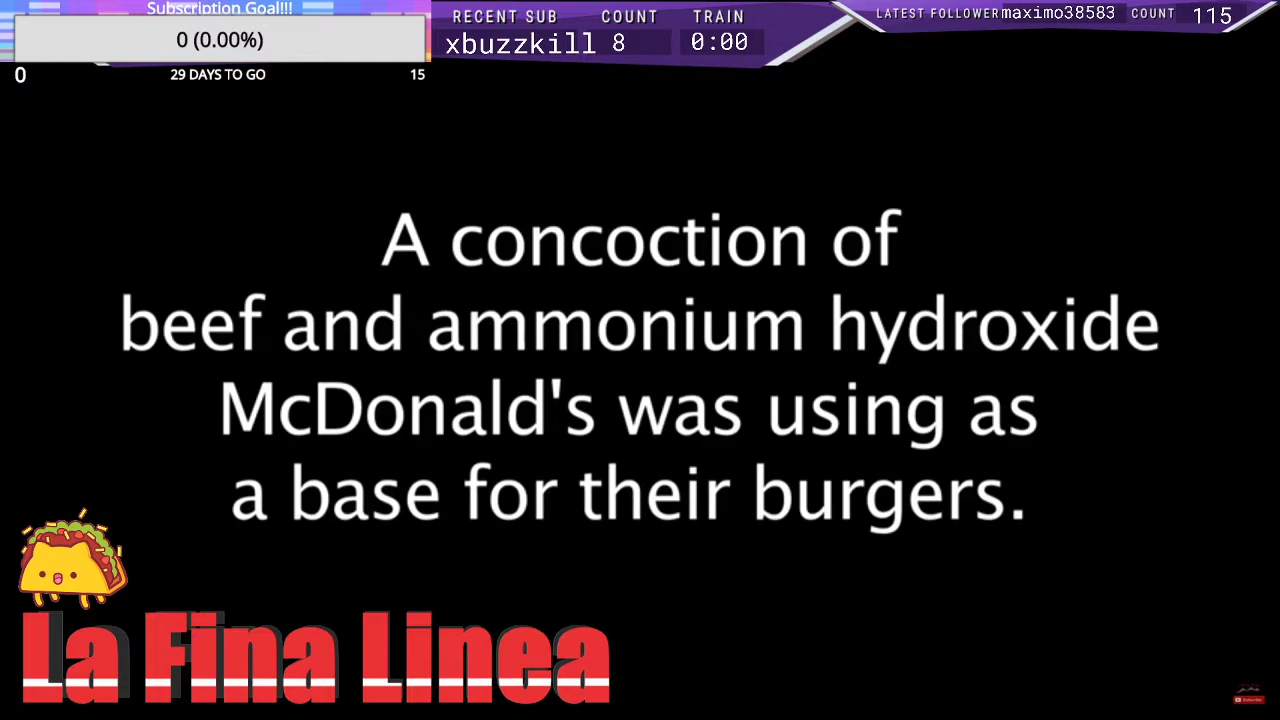 Subscription Goal!!!
0 (0.00%)
0
29 DAYS TO GO
15
RECENT SUB COUNT TRAIN
xbuzzkill 8 0:00
LATEST FOLLOWER maximo38583 COUNT 115
A concoction of
beef and ammonium hydroxide
McDonald's was using as
a base for their burgers.
La Fina Linea